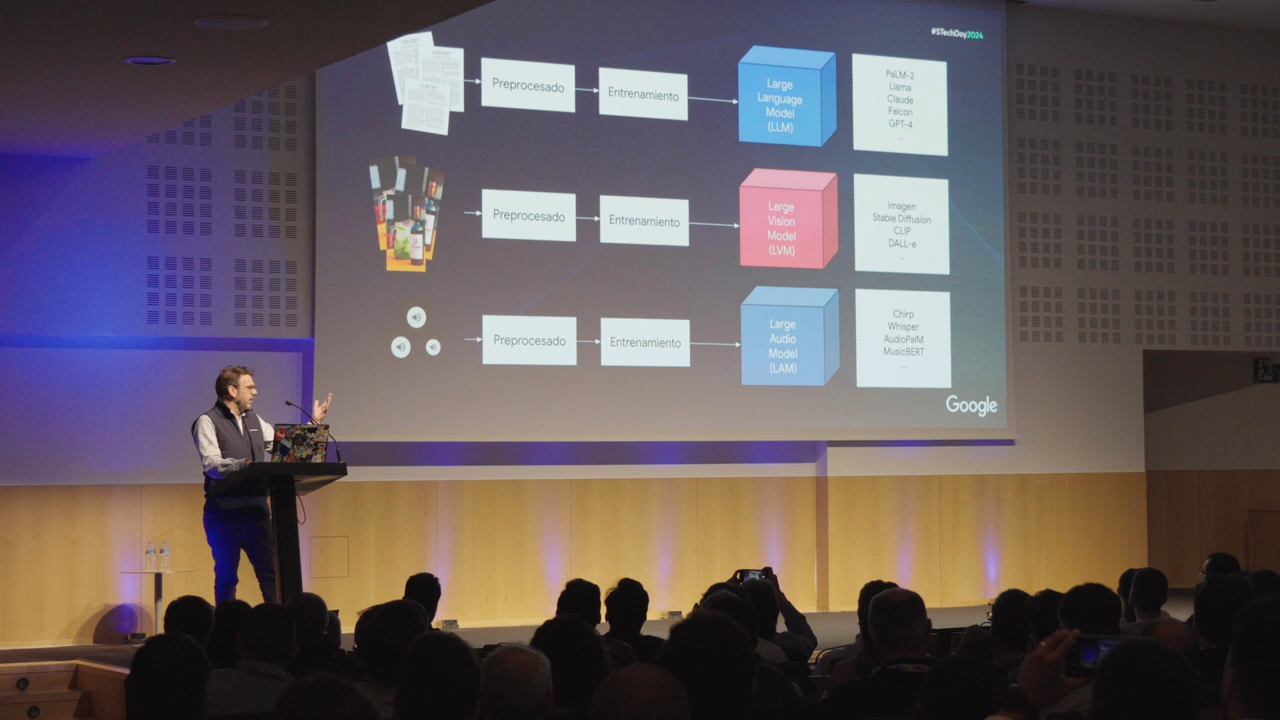 #STechDay2024
Preprocesado
Entrenamiento
Large
Language
Model
(LLM)
PaLM-2
Llama
Claude
Falcon
GPT-4
...
Preprocesado
Entrenamiento
Large
Vision
Model
(LVM)
Imagen
Stable Diffusion
CLIP
DALL-e
...
Preprocesado
Entrenamiento
Large
Audio
Model
(LAM)
Chirp
Whisper
AudioPalM
MusicBERT
...
Google